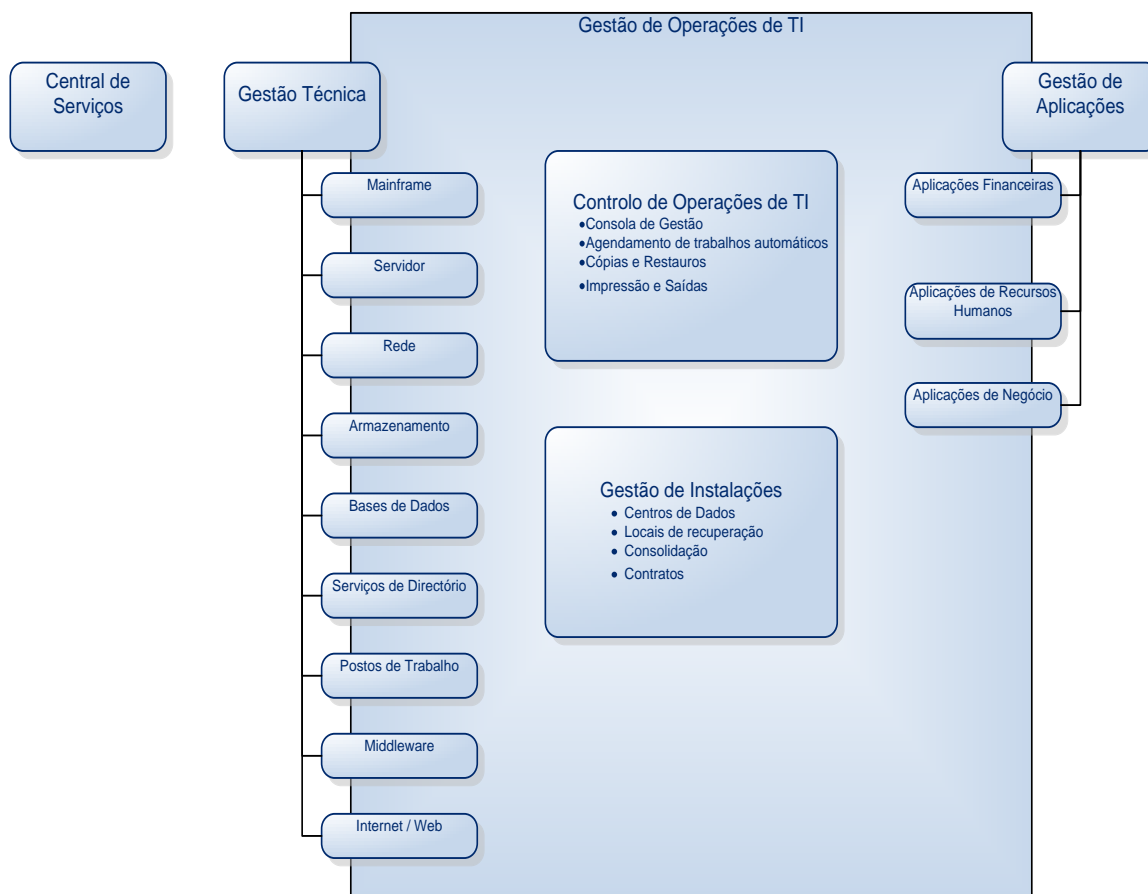 Gestão de Operações de TI
Central de
Serviços
Gestão Técnica
Gestão de
Aplicações
Mainframe
Servidor
Rede
Armazenamento
Bases de Dados
Serviços de Directório
Postos de Trabalho
Middleware
Internet / Web
Controlo de Operações de TI
•Consola de Gestão
•Agendamento de trabalhos automáticos
•Cópias e Restauros
•Impressão e Saídas
Gestão de Instalações
• Centros de Dados
• Locais de recuperação
• Consolidação
• Contratos
Aplicações Financeiras
Aplicações de Recursos
Humanos
Aplicações de Negócio